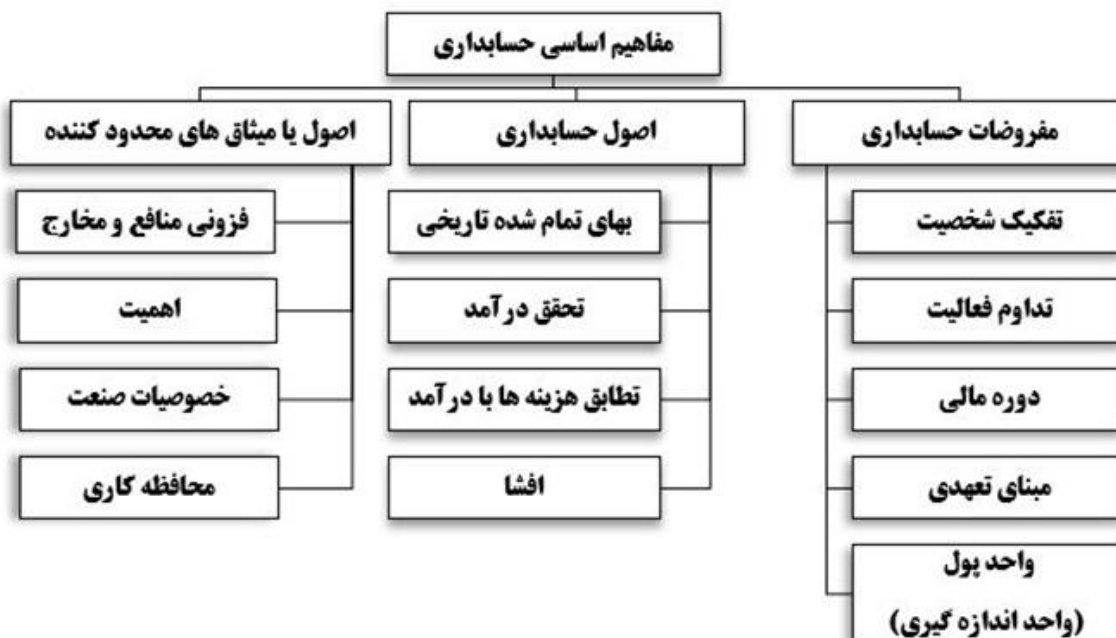 مفاهیم اساسی حسابداری
مفروضات حسابداری
تفکیک شخصیت
تداوم فعالیت
دوره مالی
مبنای تعهدی
واحد پول
(واحد اندازه گیری)
اصول حسابداری
بهای تمام شده تاریخی
تحقق درآمد
تطابق هزینه ها با درآمد
افشا
اصول یا میثاق های محدود کننده
فزونی منافع و مخارج
اهمیت
خصوصیات صنعت
محافظه کاری